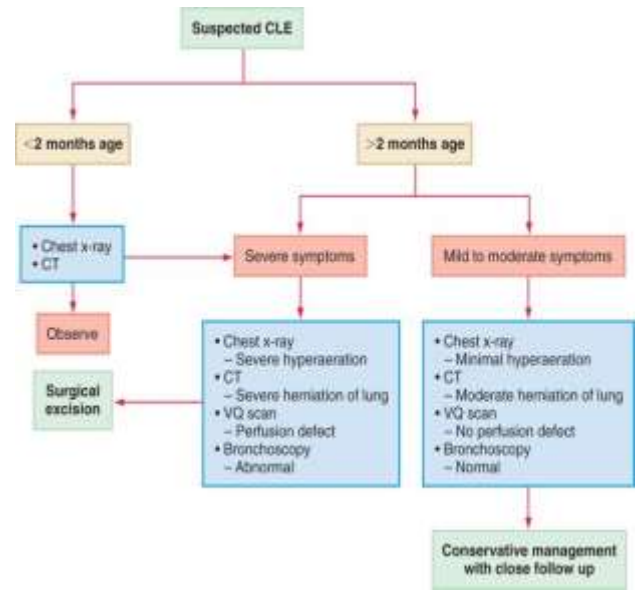 Suspected CLE
<2 months age
>2 months age
• Chest x-ray
• CT
Severe symptoms
Mild to moderate symptoms
Observe
Surgical
excision
• Chest x-ray
– Severe hyperaeration
• CT
– Severe herniation of lung
• VQ scan
– Perfusion defect
• Bronchoscopy
– Abnormal
• Chest x-ray
– Minimal hyperaeration
• CT
– Moderate herniation of lung
• VQ scan
– No perfusion defect
• Bronchoscopy
– Normal
Conservative management
with close follow up